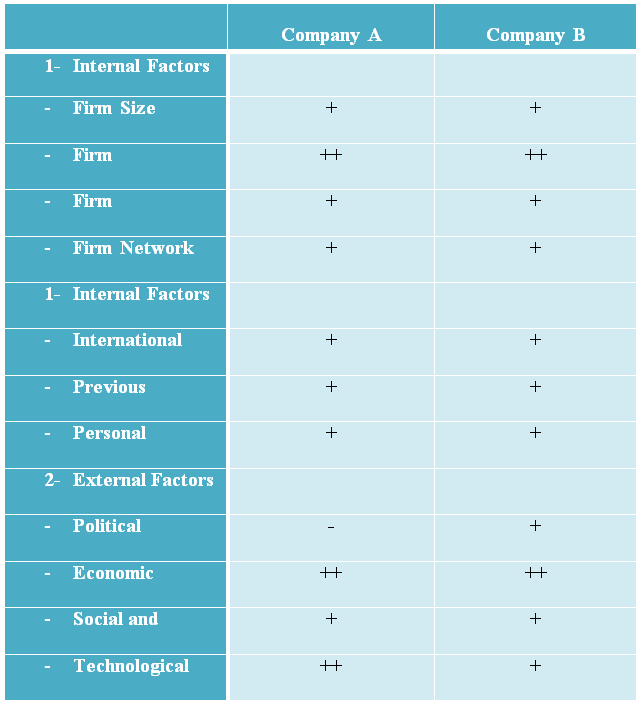 Company A Company B
1- Internal Factors
- Firm Size + +
- Firm ++ ++
- Firm + +
- Firm Network + +
1- Internal Factors
- International + +
- Previous + +
- Personal + +
2- External Factors
- Political - +
- Economic ++ ++
- Social and + +
- Technological ++ +